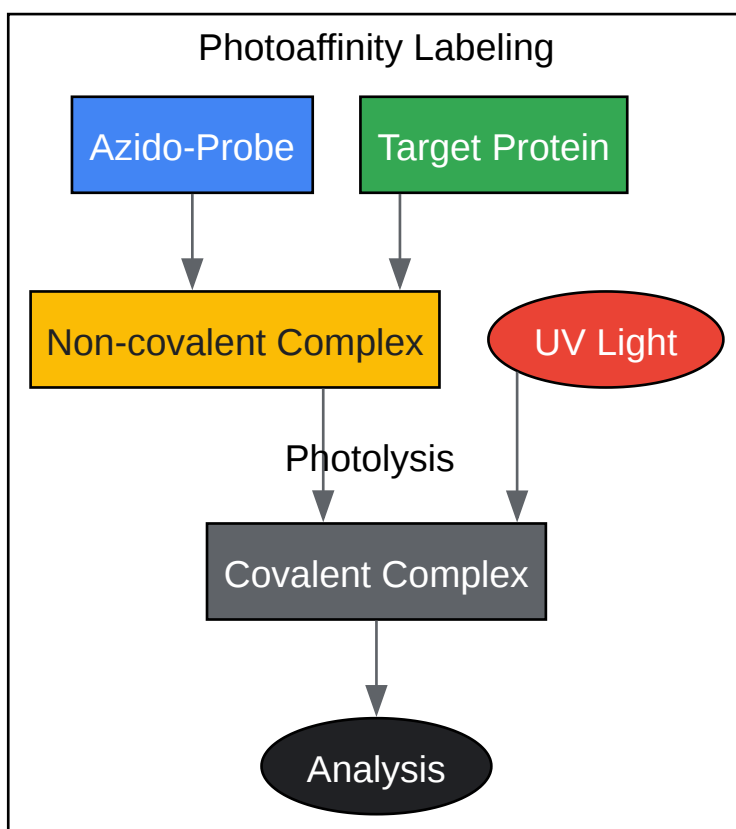 Photoaffinity Labeling
Azido-Probe
Target Protein
Non-covalent Complex
UV Light
Photolysis
Covalent Complex
Analysis